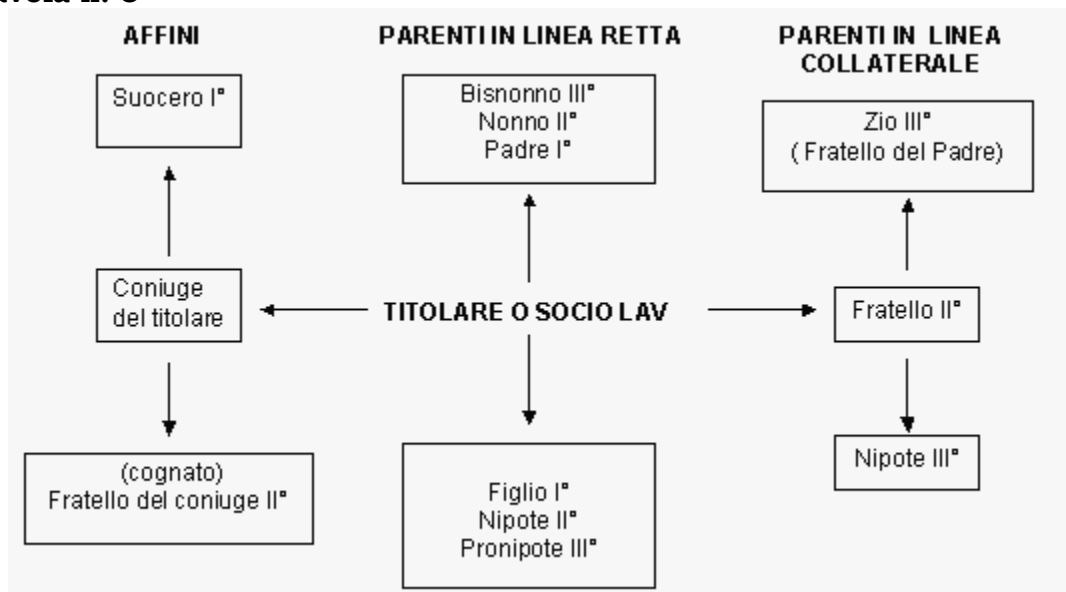 AFFINI
Suocero I°
Coniuge
del titolare
(cognato)
Fratello del coniuge II°
PARENTI IN LINEA RETTA
Bisnonno III°
Nonno II°
Padre I°
TITOLARE O SOCIO LAV
Figlio I°
Nipote II°
Pronipote III°
PARENTI IN LINEA
COLLATERALE
Zio III°
( Fratello del Padre)
Fratello II°
Nipote III°